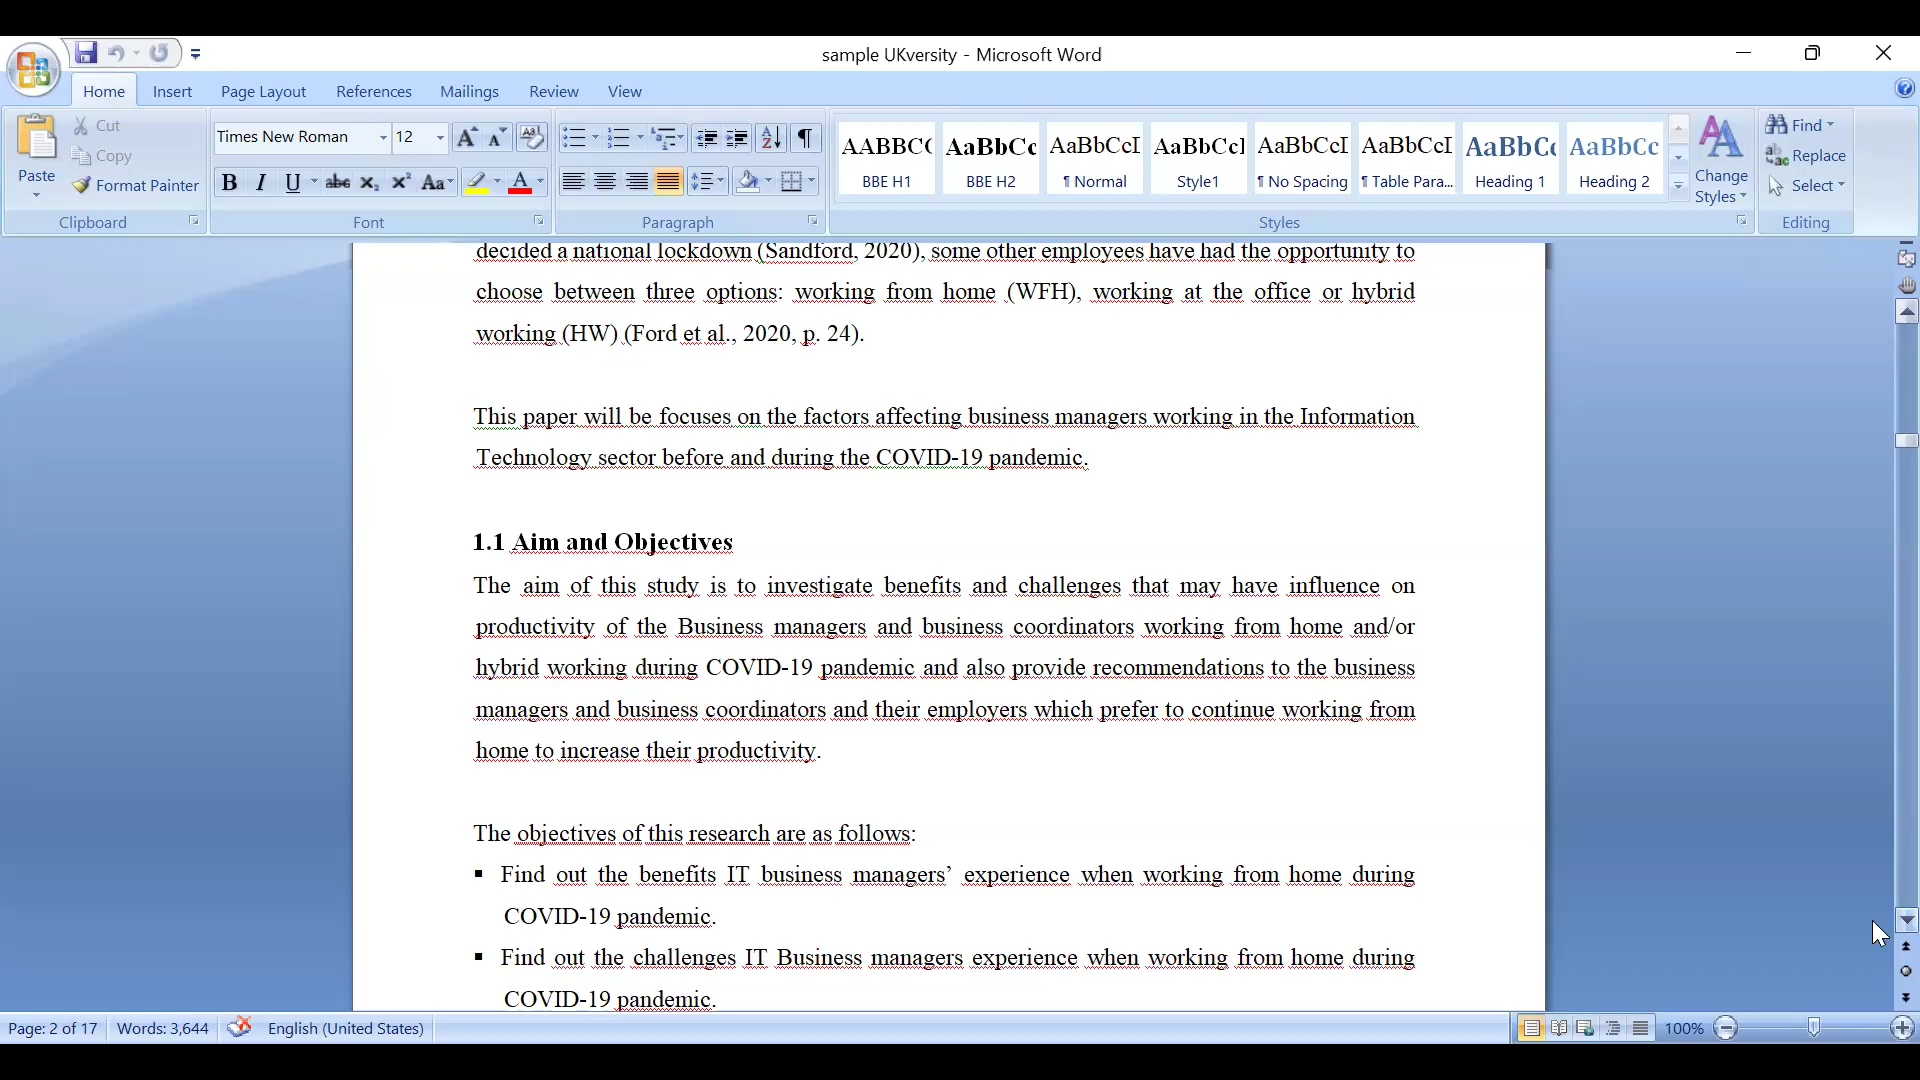 sample UKversity - Microsoft Word
Home Insert Page Layout References Mailings Review View
Paste
Cut
Copy
Format Painter
Clipboard
Times New Roman 12
B I U abc x₂ x² Aa
A
Font
Paragraph
AABBC( AaBbCc AaBbCcI AaBbCcl AaBbCcI AaBbCcI AaBbCc AaBbCc
BBE H1 BBE H2 ¶ Normal Style1 ¶ No Spacing ¶ Table Para... Heading 1 Heading 2
Change
Styles
Styles
Find
Replace
Select
Editing
decided a national lockdown (Sandford, 2020), some other employees have had the opportunity to
choose between three options: working from home (WFH), working at the office or hybrid
working (HW) (Ford et al., 2020, p. 24).
This paper will be focuses on the factors affecting business managers working in the Information
Technology sector before and during the COVID-19 pandemic.
1.1 Aim and Objectives
The aim of this study is to investigate benefits and challenges that may have influence on
productivity of the Business managers and business coordinators working from home and/or
hybrid working during COVID-19 pandemic and also provide recommendations to the business
managers and business coordinators and their employers which prefer to continue working from
home to increase their productivity.
The objectives of this research are as follows:
▪ Find out the benefits IT business managers’ experience when working from home during
COVID-19 pandemic.
▪ Find out the challenges IT Business managers experience when working from home during
COVID-19 pandemic.
Page: 2 of 17 Words: 3,644 English (United States) 100%